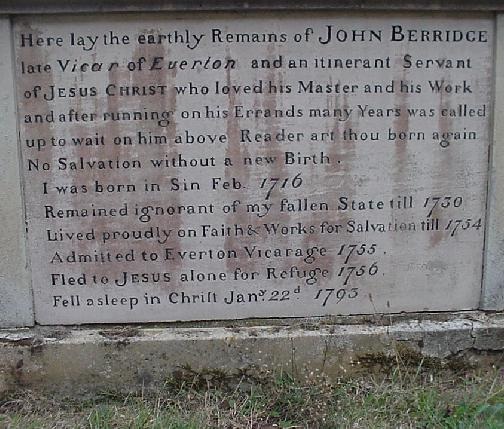 Here lay the earthly Remains of JOHN BERRIDGE
late Vicar of Everton and an itinerant Servant
of JESUS CHRIST who loved his Master and his Work
and after running on his Errands many Years was called
up to wait on him above Reader art thou born again
No Salvation without a new Birth.
I was born in Sin Feb. 1716
Remained ignorant of my fallen State till 1730
Lived proudly on Faith & Works for Salvation till 1754
Admitted to Everton Vicarage 1755.
Fled to JESUS alone for Refuge 1756.
Fell asleep in Christ Jany. 22d 1793.